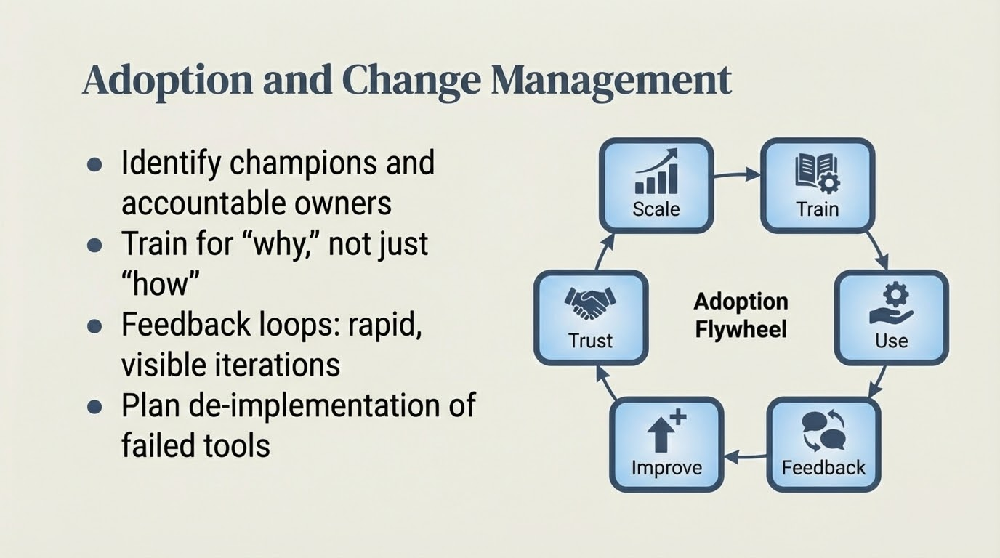 Adoption and Change Management
• Identify champions and
accountable owners
• Train for “why,” not just
“how”
• Feedback loops: rapid,
visible iterations
• Plan de-implementation of
failed tools
Scale
Train
Trust
Adoption
Flywheel
Use
Improve
Feedback